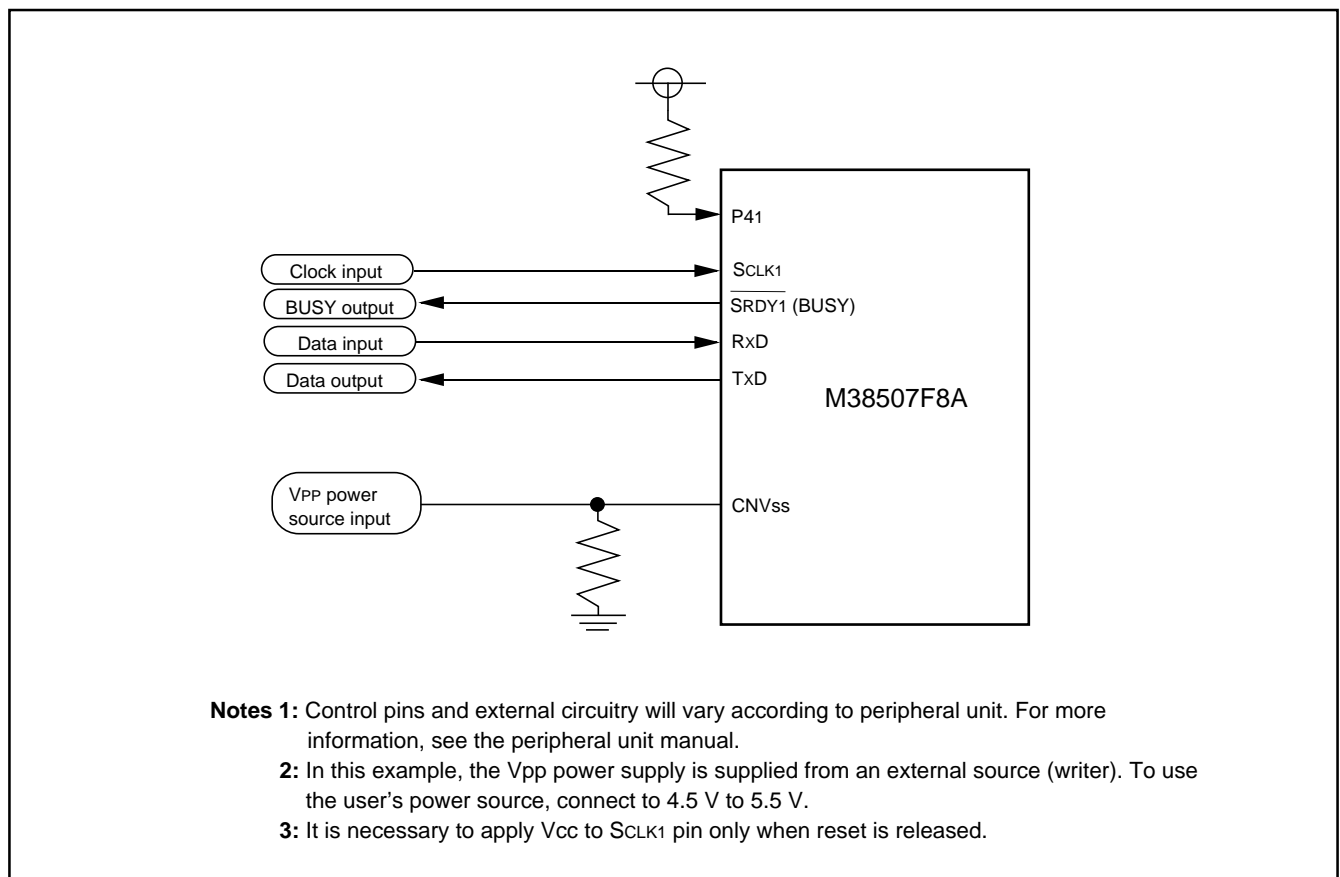 P41
Clock input
SCLK1
BUSY output
SRDY1 (BUSY)
Data input
RXD
Data output
TXD
M38507F8A
VPP power
source input
CNVss
Notes 1: Control pins and external circuitry will vary according to peripheral unit. For more
information, see the peripheral unit manual.
2: In this example, the Vpp power supply is supplied from an external source (writer). To use
the user's power source, connect to 4.5 V to 5.5 V.
3: It is necessary to apply Vcc to SCLK1 pin only when reset is released.